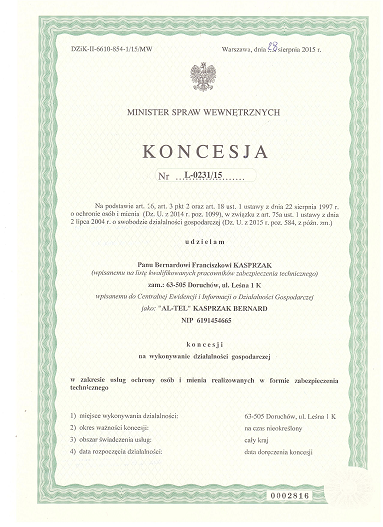 DZiK-II-6610-854-1/15/MW
Warszawa, dnia 28 sierpnia 2015 r.
MINISTER SPRAW WEWNĘTRZNYCH
KONCESJA
Nr ...L-0231/15...................
Na podstawie art. 16, art. 3 pkt 2 oraz art. 18 ust. 1 ustawy z dnia 22 sierpnia 1997 r.
o ochronie osób i mienia (Dz. U. z 2014 r. poz. 1099), w związku z art. 75a ust. 1 ustawy z dnia
2 lipca 2004 r. o swobodzie działalności gospodarczej (Dz. U. z 2015 r. poz. 584, z późn. zm.)
udzielam
Panu Bernardowi Franciszkowi KASPRZAK
(wpisanemu na listę kwalifikowanych pracowników zabezpieczenia technicznego)
zam.: 63-505 Doruchów, ul. Leśna 1 K
wpisanemu do Centralnej Ewidencji i Informacji o Działalności Gospodarczej
jako: "AL-TEL" KASPRZAK BERNARD
NIP 6191454665
koncesji
na wykonywanie działalności gospodarczej
w zakresie usług ochrony osób i mienia realizowanych w formie zabezpieczenia
technicznego
1) miejsce wykonywania działalności: 63-505 Doruchów, ul. Leśna 1 K
2) okres ważności koncesji: na czas nieokreślony
3) obszar świadczenia usług: cały kraj
4) data rozpoczęcia działalności: data doręczenia koncesji
0002816